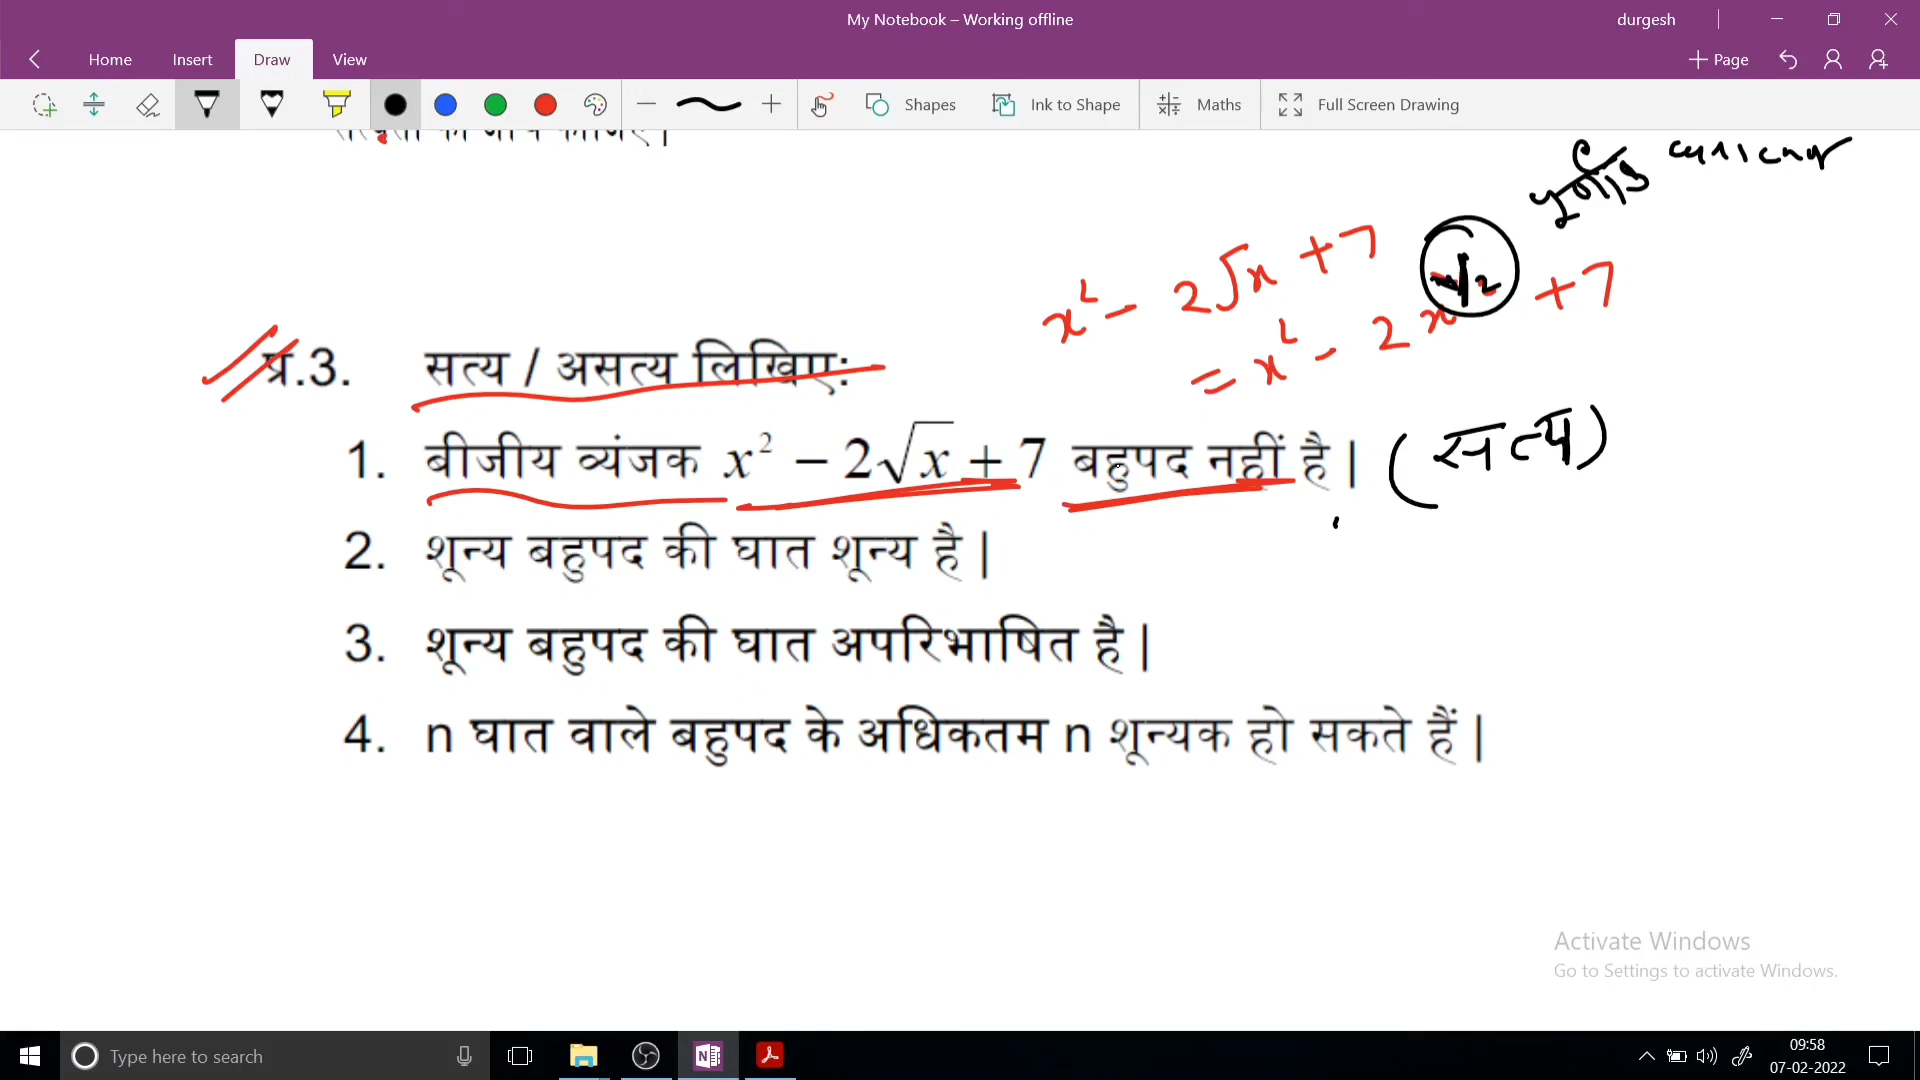 My Notebook – Working offline
durgesh
Home Insert Draw View
Page
Shapes Ink to Shape Maths Full Screen Drawing
x² - 2√x + 7
= x² - 2x^1/2 + 7
प्र.3. सत्य / असत्य लिखिए:
1. बीजीय व्यंजक x² − 2√x + 7 बहुपद नहीं है | (सत्य)
2. शून्य बहुपद की घात शून्य है |
3. शून्य बहुपद की घात अपरिभाषित है |
4. n घात वाले बहुपद के अधिकतम n शून्यक हो सकते हैं |
Activate Windows
Go to Settings to activate Windows.
Type here to search
09:58
07-02-2022